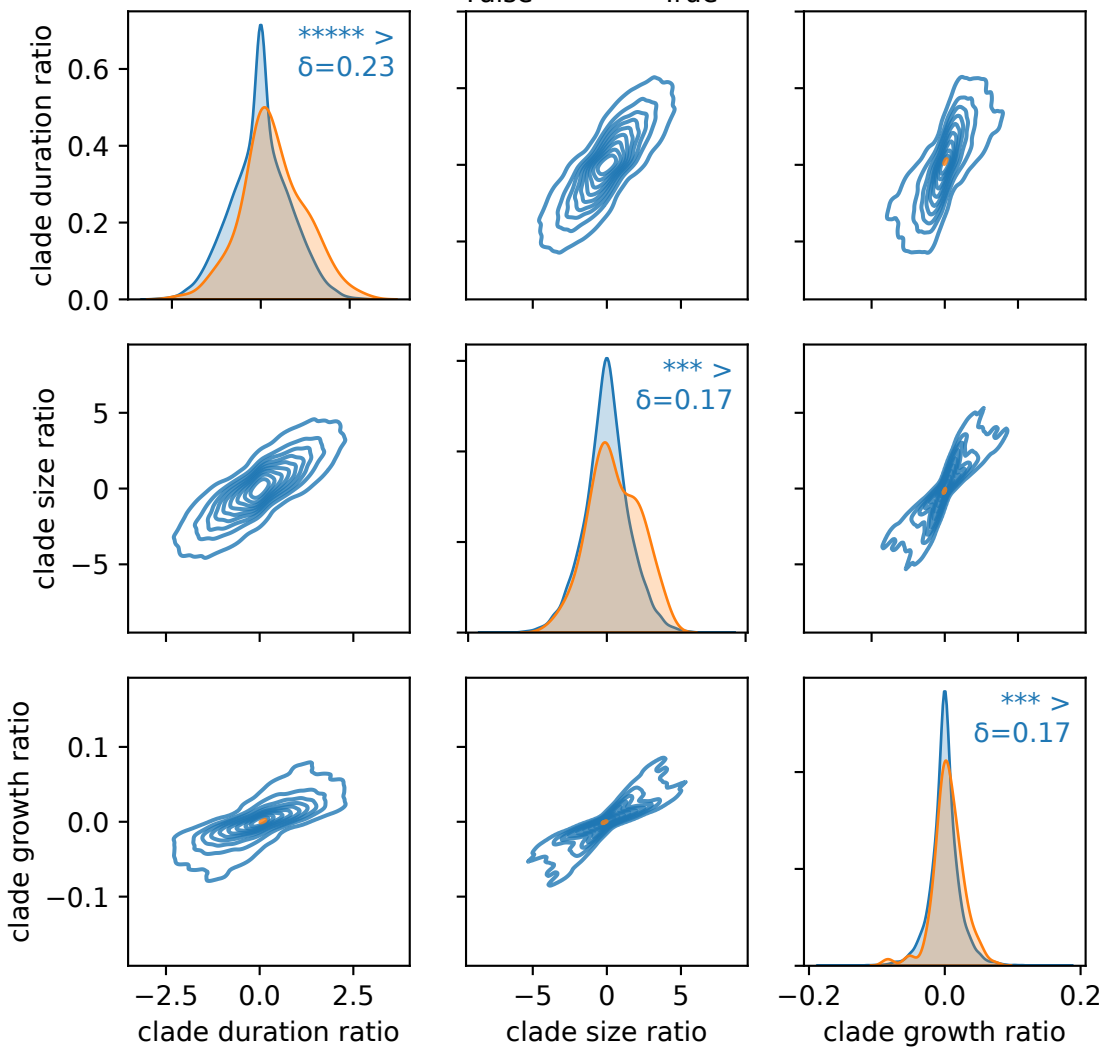 ***** >
δ=0.23
clade duration ratio
0.6
0.4
0.2
0.0
*** >
δ=0.17
clade size ratio
5
0
−5
*** >
δ=0.17
clade growth ratio
0.1
0.0
−0.1
−2.5 0.0 2.5
−5 0 5
−0.2 0.0 0.2
clade duration ratio
clade size ratio
clade growth ratio